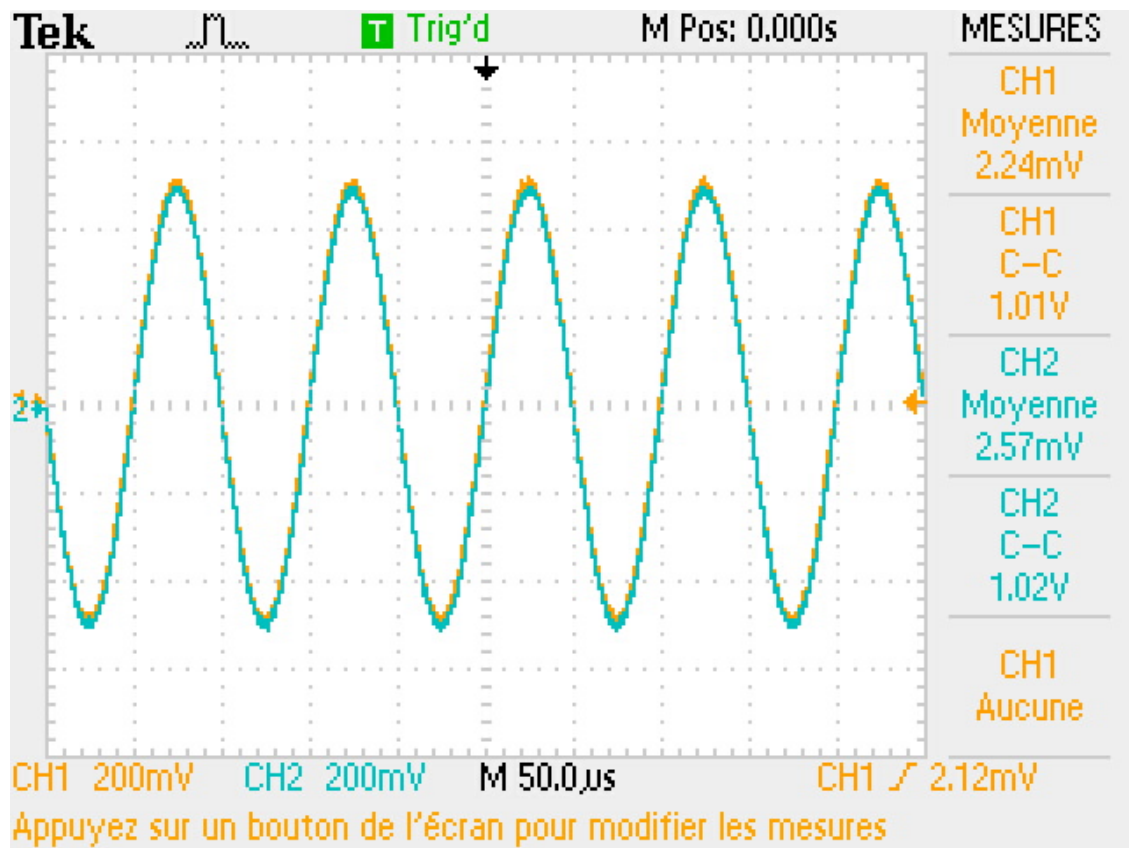 Tek T Trig'd M Pos: 0.000s MESURES
CH1
Moyenne
2.24mV
CH1
C-C
1.01V
CH2
Moyenne
2.57mV
CH2
C-C
1.02V
CH1
Aucune
2
CH1 200mV CH2 200mV M 50.0µs CH1 2.12mV
Appuyez sur un bouton de l'écran pour modifier les mesures